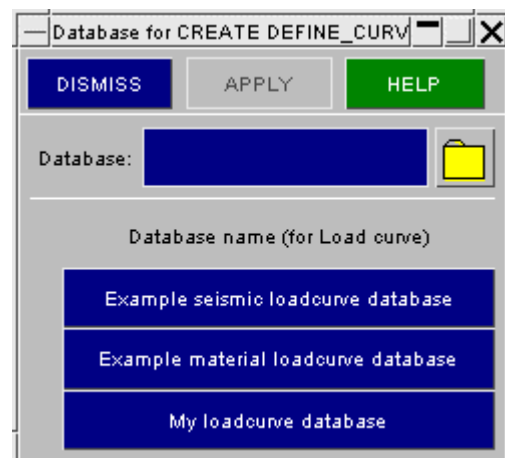 Database for CREATE DEFINE_CURV
DISMISS APPLY HELP
Database:
Database name (for Load curve)
Example seismic loadcurve database
Example material loadcurve database
My loadcurve database